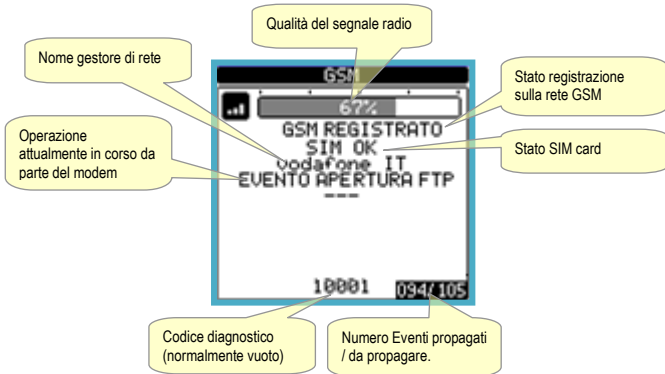 Qualità del segnale radio
Nome gestore di rete
GSM
Stato registrazione
sulla rete GSM
67%
GSM REGISTRATO
SIM OK
Stato SIM card
vodafone IT
Operazione
attualmente in corso da
parte del modem
EVENTO APERTURA FTP
---
10001
094/105
Codice diagnostico
(normalmente vuoto)
Numero Eventi propagati
/ da propagare.